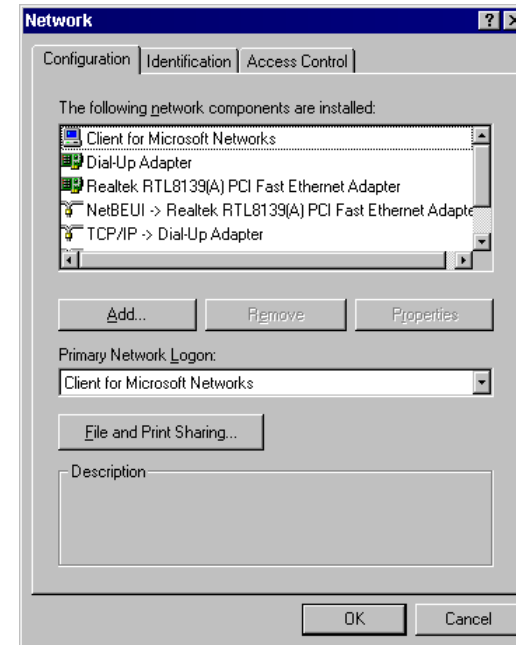 Network
Configuration Identification Access Control
The following network components are installed:
Client for Microsoft Networks
Dial-Up Adapter
Realtek RTL8139(A) PCI Fast Ethernet Adapter
NetBEUI -> Realtek RTL8139(A) PCI Fast Ethernet Adapte
TCP/IP -> Dial-Up Adapter
Add... Remove Properties
Primary Network Logon:
Client for Microsoft Networks
File and Print Sharing...
Description
OK Cancel